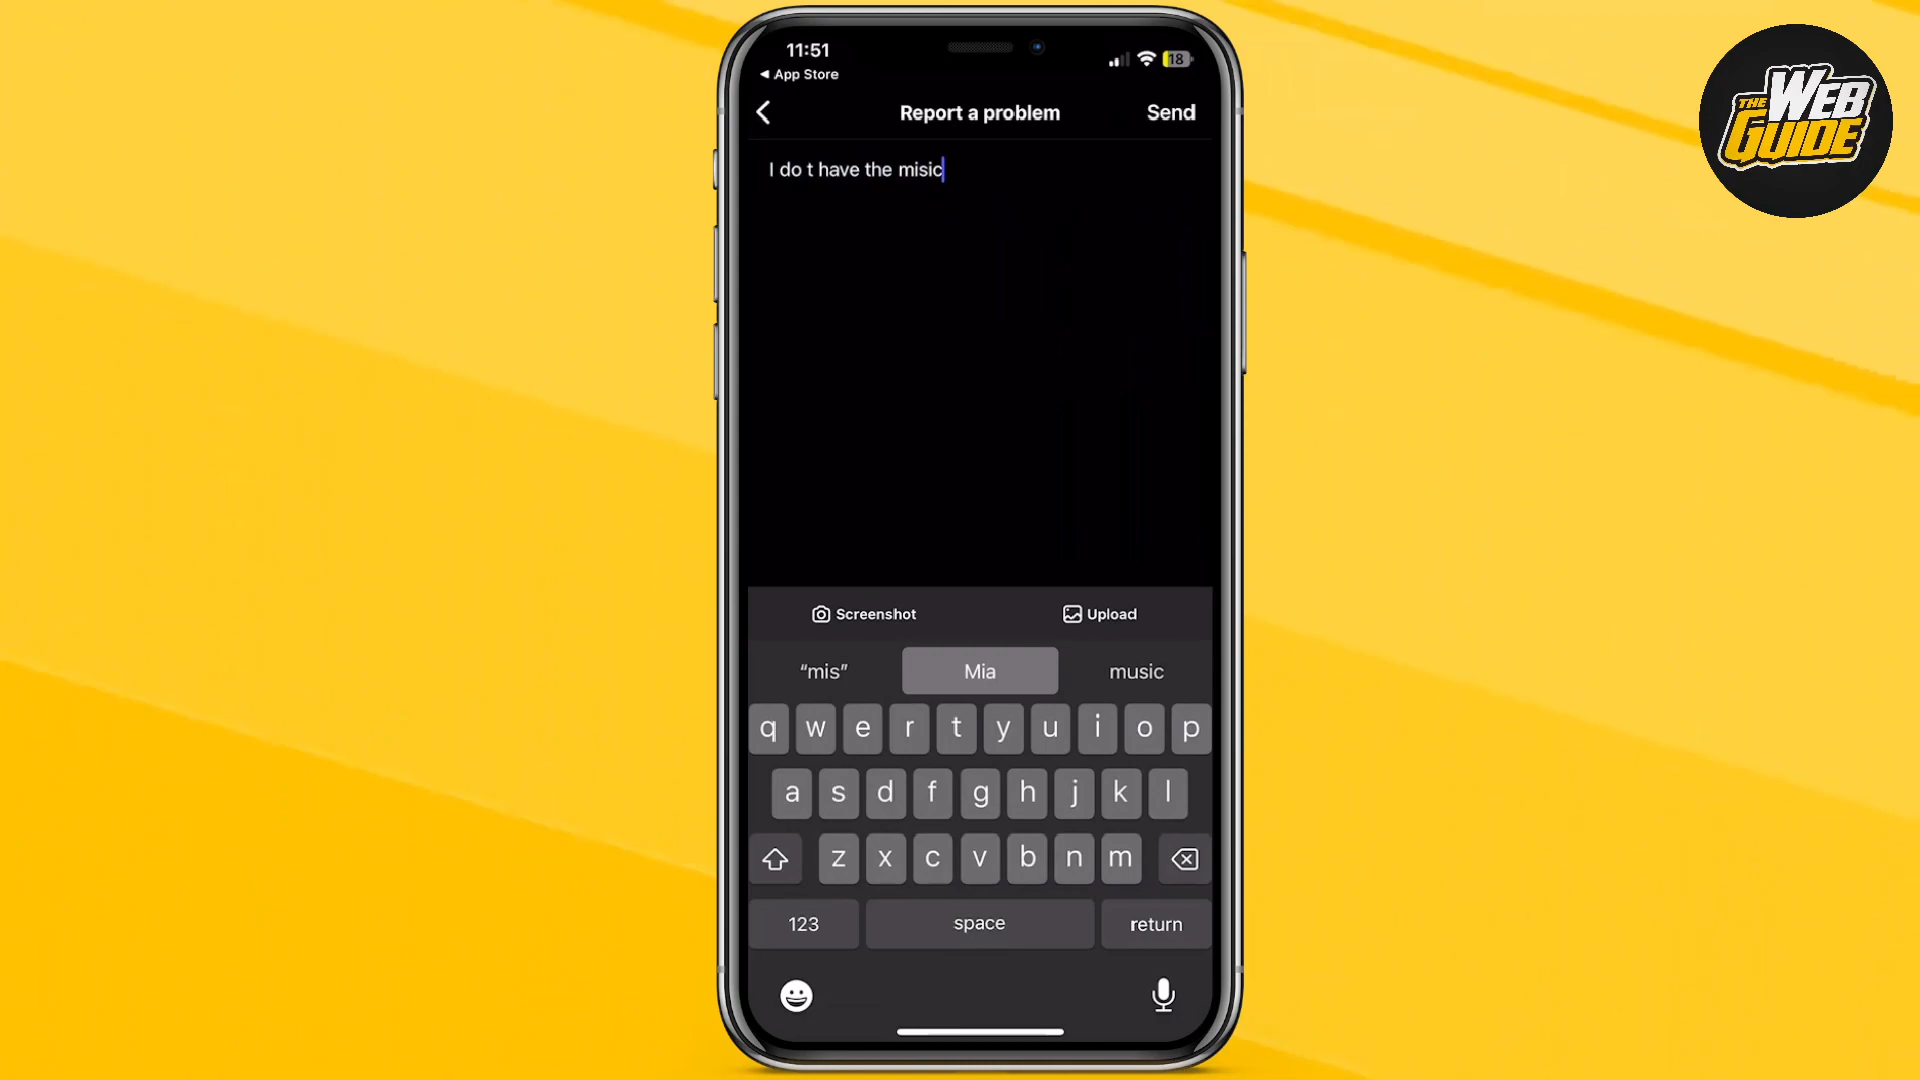 11:51
◀ App Store
18
Report a problem
Send
I do t have the misic
Screenshot
Upload
“mis”
Mia
music
q w e r t y u i o p
a s d f g h j k l
z x c v b n m
123
space
return
THE WEB
GUIDE